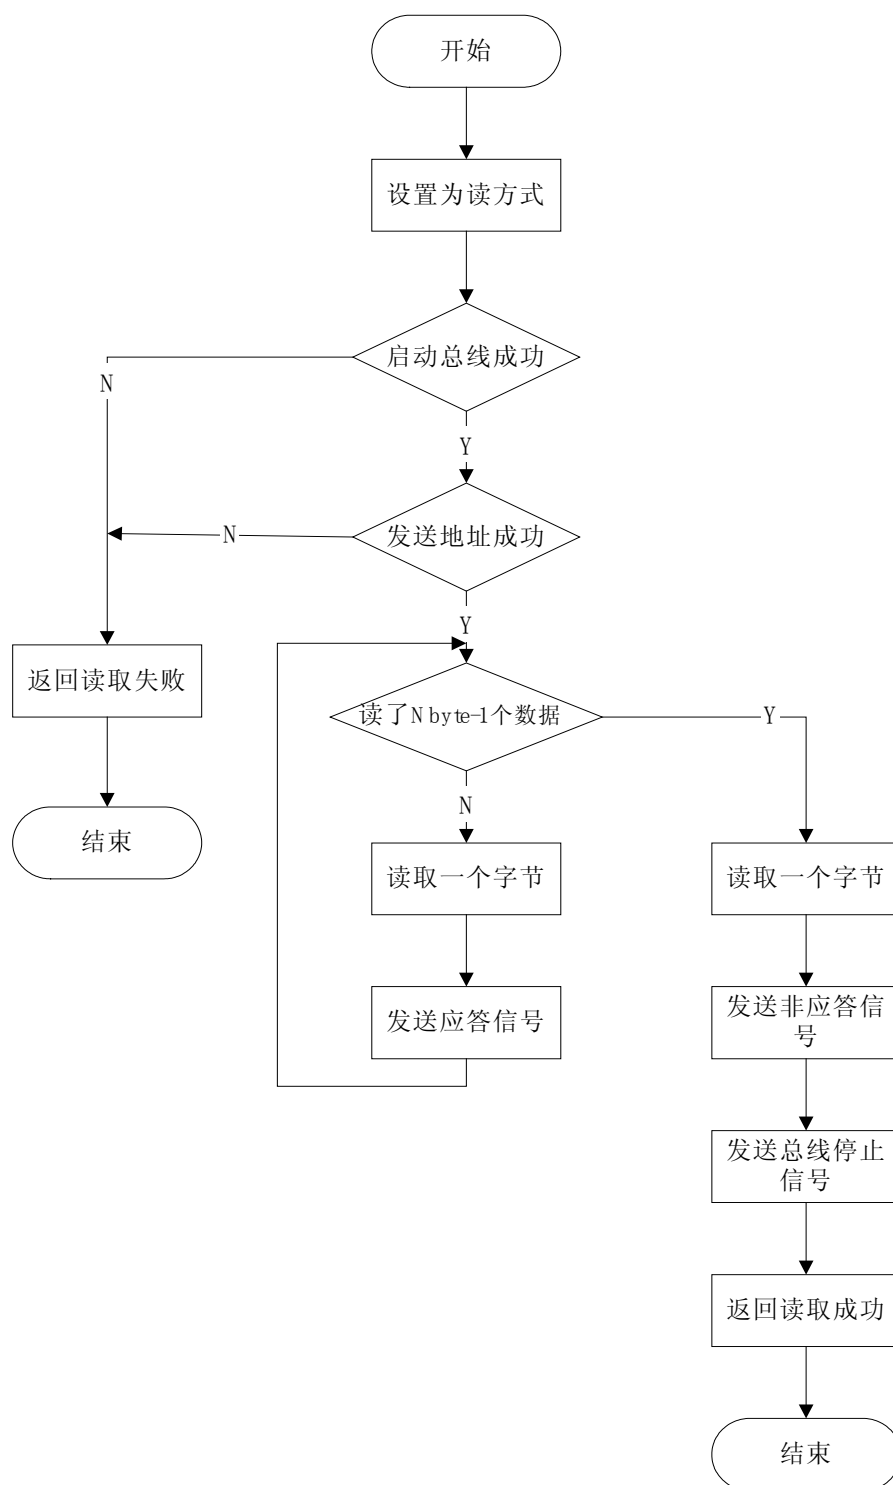 开始
设置为读方式
启动总线成功
N
Y
发送地址成功
N
Y
返回读取失败
读了Nbyte-1个数据
Y
N
结束
读取一个字节
读取一个字节
发送应答信号
发送非应答信
号
发送总线停止
信号
返回读取成功
结束